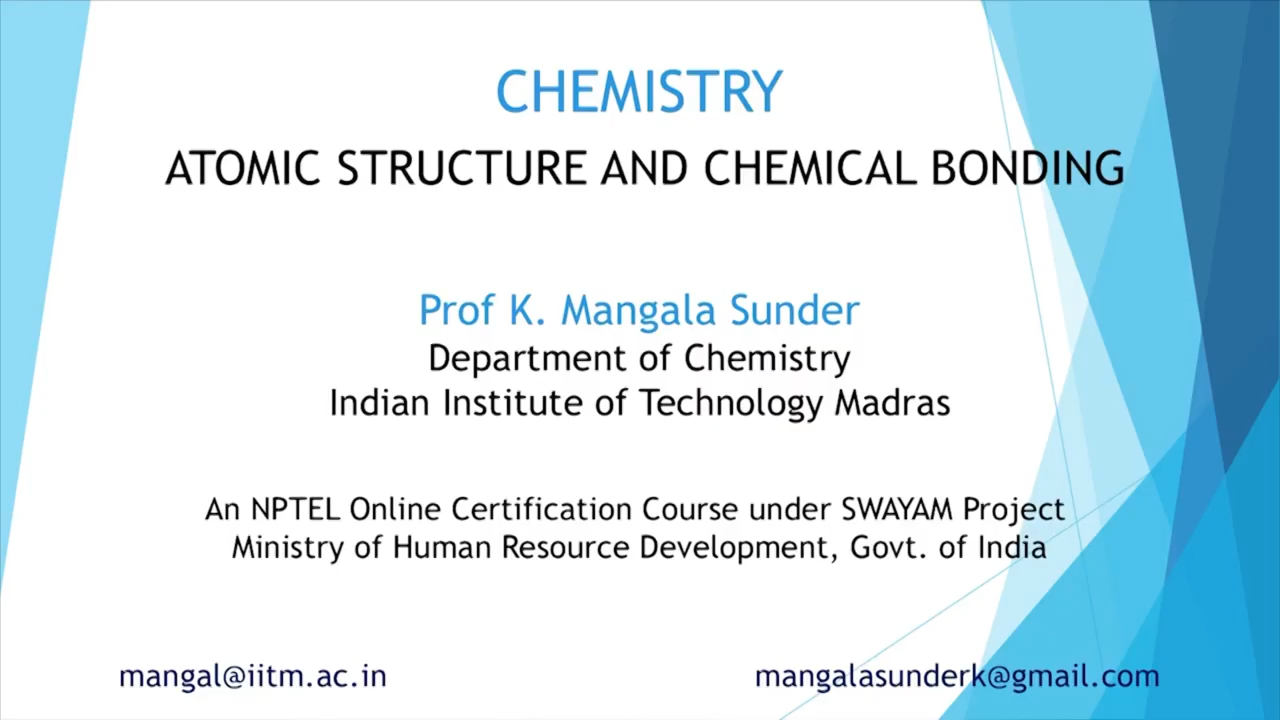 CHEMISTRY
ATOMIC STRUCTURE AND CHEMICAL BONDING
Prof K. Mangala Sunder
Department of Chemistry
Indian Institute of Technology Madras
An NPTEL Online Certification Course under SWAYAM Project
Ministry of Human Resource Development, Govt. of India
mangal@iitm.ac.in
mangalasunderk@gmail.com